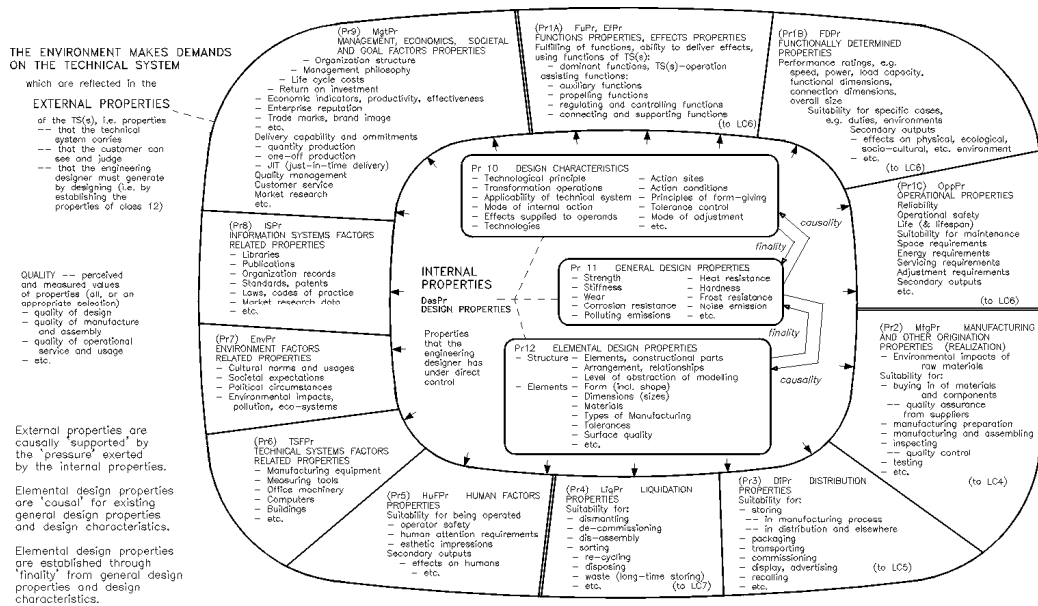 THE ENVIRONMENT MAKES DEMANDS
ON THE TECHNICAL SYSTEM
which are reflected in the
EXTERNAL PROPERTIES
of the TS(s), i.e. properties
-- that the technical
system carries
-- that the customer can
see and judge
-- that the engineering
designer must generate
by designing (i.e. by
establishing the
properties of class 12)
QUALITY -- perceived
and measured values
of properties (all, or an
appropriate selection)
- quality of design
- quality of manufacture
and assembly
- quality of operational
service and usage
- etc.
External properties are
causally 'supported' by
the 'pressure' exerted
by the internal properties.
Elemental design properties
are 'causal' for existing
general design properties
and design characteristics.
Elemental design properties
are established through
'finality' from general design
properties and design
characteristics.
(Pr9) MgtPr
MANAGEMENT, ECONOMICS, SOCIETAL
AND GOAL FACTORS PROPERTIES
- Organization structure
- Management philosophy
- Life cycle costs
- Return on investment
- Economic indicators, productivity, effectiveness
- Enterprise reputation
- Trade marks, brand image
- etc.
Delivery capability and ommitments
- quantity production
- one-off production
- JIT (just-in-time delivery)
Quality management
Customer service
Market research
etc.
(Pr1A) FuPr, EfPr
FUNCTIONS PROPERTIES, EFFECTS PROPERTIES
Fulfilling of functions, ability to deliver effects,
using functions of TS(s):
- dominant functions, TS(s)-operation
assisting functions:
- auxiliary functions
- propelling functions
- regulating and controlling functions
- connecting and supporting functions
(to LC6)
(Pr1B) FDPr
FUNCTIONALLY DETERMINED
PROPERTIES
Performance ratings, e.g.
speed, power, load capacity,
functional dimensions,
connection dimensions,
overall size
Suitability for specific cases,
e.g. duties, environments
Secondary outputs
- effects on physical, ecological,
socio-cultural, etc. environment
- etc.
(to LC6)
(Pr1C) OppPr
OPERATIONAL PROPERTIES
Reliability
Operational safety
Life (& lifespan)
Suitability for maintenance
Space requirements
Energy requirements
Servicing requirements
Adjustment requirements
Secondary outputs
etc.
(to LC6)
(Pr2) MfgPr MANUFACTURING
AND OTHER ORIGINATION
PROPERTIES (REALIZATION)
- Environmental impacts of
raw materials
Suitability for:
- buying in of materials
and components
-- quality assurance
from suppliers
- manufacturing preparation
- manufacturing and assembling
- inspecting
-- quality control
- testing
- etc.
(to LC4)
(Pr3) DiPr DISTRIBUTION
PROPERTIES
Suitability for:
- storing
-- in manufacturing process
-- in distribution and elsewhere
- packaging
- transporting
- commissioning
- display, advertising
- recalling
- etc.
(to LC5)
(Pr4) LiqPr LIQUIDATION
PROPERTIES
Suitability for:
- dismantling
- de-commissioning
- dis-assembly
- sorting
- re-cycling
- disposing
- waste (long-time storing)
- etc. (to LC7)
(Pr5) HuFPr HUMAN FACTORS
PROPERTIES
Suitability for being operated
- operator safety
- human attention requirements
- esthetic impressions
Secondary outputs
- effects on humans
- etc.
(Pr6) TSFPr
TECHNICAL SYSTEMS FACTORS
RELATED PROPERTIES
- Manufacturing equipment
- Measuring tools
- Office machinery
- Computers
- Buildings
- etc.
(Pr7) EnvPr
ENVIRONMENT FACTORS
RELATED PROPERTIES
- Cultural norms and usages
- Societal expectations
- Political circumstances
- Environmental impacts,
pollution, eco-systems
(Pr8) ISPr
INFORMATION SYSTEMS FACTORS
RELATED PROPERTIES
- Libraries
- Publications
- Organization records
- Standards, patents
- Laws, codes of practice
- Market research data
- etc.
INTERNAL
PROPERTIES
DesPr
DESIGN PROPERTIES
Properties
that the
engineering
designer has
under direct
control
Pr 10 DESIGN CHARACTERISTICS
- Technological principle
- Transformation operations
- Applicability of technical system
- Mode of internal action
- Effects supplied to operands
- Technologies
- Action sites
- Action conditions
- Principles of form-giving
- Tolerance control
- Mode of adjustment
- etc.
causality
finality
Pr 11 GENERAL DESIGN PROPERTIES
- Strength
- Stiffness
- Wear
- Corrosion resistance
- Polluting emissions
- Heat resistance
- Hardness
- Frost resistance
- Noise emission
- etc.
finality
causality
Pr12 ELEMENTAL DESIGN PROPERTIES
- Structure - Elements, constructional parts
- Arrangement, relationships
- Level of abstraction of modelling
- Elements - Form (incl. shape)
- Dimensions (sizes)
- Materials
- Types of Manufacturing
- Tolerances
- Surface quality
- etc.